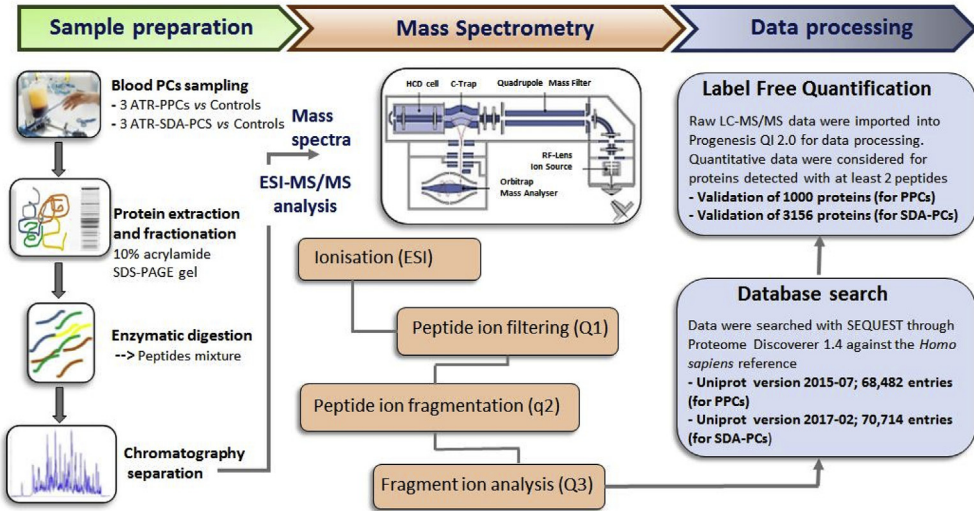 Sample preparation
Mass Spectrometry
Data processing
Blood PCs sampling
- 3 ATR-PPCs vs Controls
- 3 ATR-SDA-PCS vs Controls
Protein extraction
and fractionation
10% acrylamide
SDS-PAGE gel
Enzymatic digestion
--> Peptides mixture
Chromatography
separation
Mass
spectra
ESI-MS/MS
analysis
HCD cell
C-Trap
Quadrupole Mass Filter
RF-Lens
Ion Source
Orbitrap
Mass Analyser
Ionisation (ESI)
Peptide ion filtering (Q1)
Peptide ion fragmentation (q2)
Fragment ion analysis (Q3)
Label Free Quantification
Raw LC-MS/MS data were imported into
Progenesis QI 2.0 for data processing.
Quantitative data were considered for
proteins detected with at least 2 peptides
- Validation of 1000 proteins (for PPCs)
- Validation of 3156 proteins (for SDA-PCs)
Database search
Data were searched with SEQUEST through
Proteome Discoverer 1.4 against the Homo
sapiens reference
- Uniprot version 2015-07; 68,482 entries
(for PPCs)
- Uniprot version 2017-02; 70,714 entries
(for SDA-PCs)